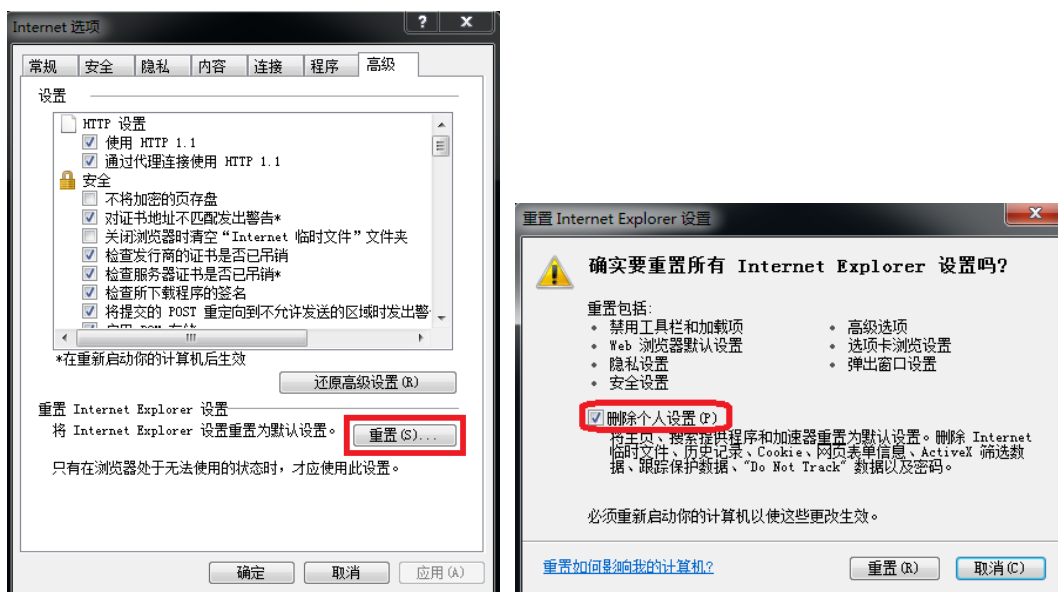 Internet 选项
? x
常规 安全 隐私 内容 连接 程序 高级
设置
HTTP 设置
使用 HTTP 1.1
通过代理连接使用 HTTP 1.1
安全
不将加密的页存盘
对证书地址不匹配发出警告*
关闭浏览器时清空“Internet 临时文件”文件夹
检查发行商的证书是否已吊销
检查服务器证书是否已吊销*
检查所下载程序的签名
将提交的 POST 重定向到不允许发送的区域时发出警
*在重新启动你的计算机后生效
还原高级设置(R)
重置 Internet Explorer 设置
将 Internet Explorer 设置重置为默认设置。
重置(S)...
只有在浏览器处于无法使用的状态时，才应使用此设置。
确定 取消 应用(A)
重置 Internet Explorer 设置
x
确实要重置所有 Internet Explorer 设置吗?
重置包括:
• 禁用工具栏和加载项
• Web 浏览器默认设置
• 隐私设置
• 安全设置
• 高级选项
• 选项卡浏览设置
• 弹出窗口设置
删除个人设置(P)
将主页、搜索提供程序和加速器重置为默认设置。删除 Internet
临时文件、历史记录、Cookie、网页表单信息、ActiveX 筛选数
据、跟踪保护数据、"Do Not Track" 数据以及密码。
必须重新启动你的计算机以使这些更改生效。
重置如何影响我的计算机?
重置(R) 取消(C)